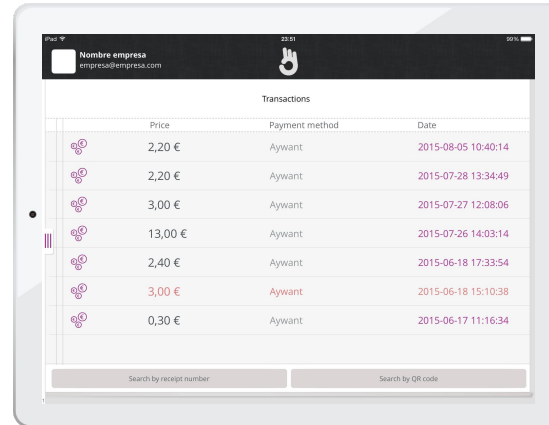 iPad 23:51 99%
Nombre empresa
empresa@empresa.com
Transactions
Price Payment method Date
2,20 € Aywant 2015-08-05 10:40:14
2,20 € Aywant 2015-07-28 13:34:49
3,00 € Aywant 2015-07-27 12:08:06
13,00 € Aywant 2015-07-26 14:03:14
2,40 € Aywant 2015-06-18 17:33:54
3,00 € Aywant 2015-06-18 15:10:38
0,30 € Aywant 2015-06-17 11:16:34
Search by receipt number Search by QR code